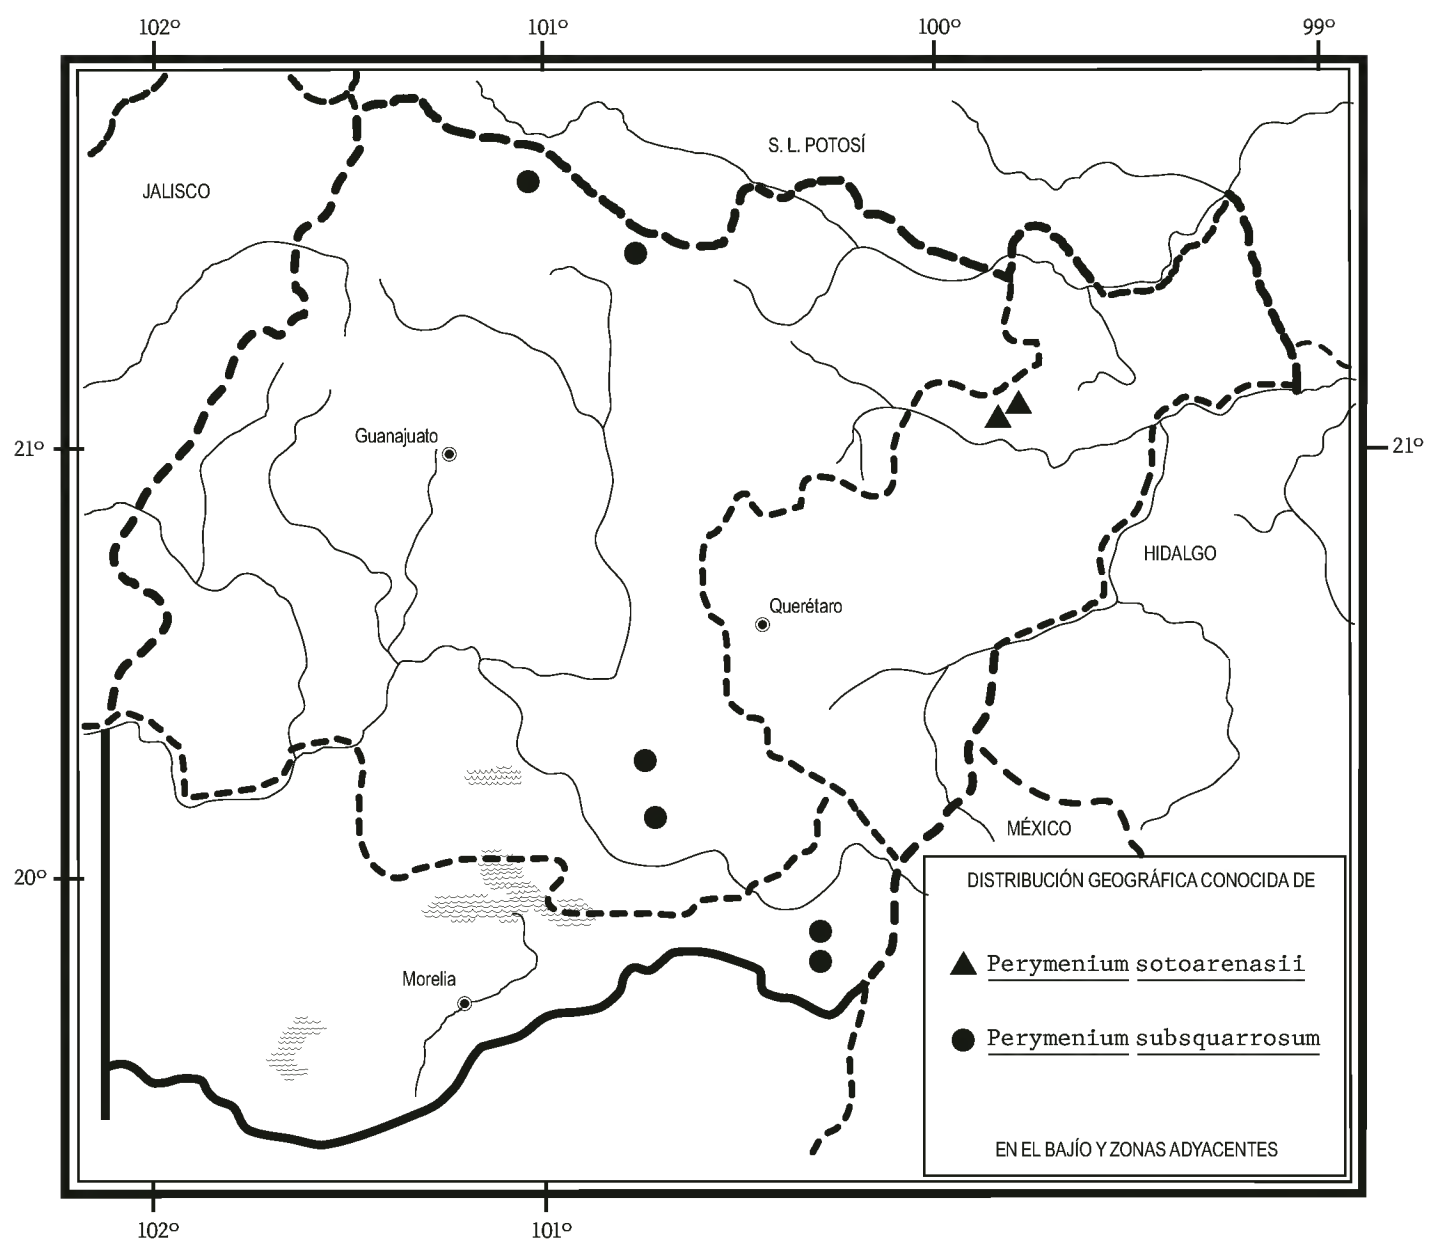 102º 101º 100º 99º
S. L. POTOSÍ
JALISCO
Guanajuato
21º 21º
HIDALGO
Querétaro
MÉXICO
20º
DISTRIBUCIÓN GEOGRÁFICA CONOCIDA DE
Perymenium sotoarenasii
Morelia
Perymenium subsquarrosum
EN EL BAJÍO Y ZONAS ADYACENTES
102º 101º